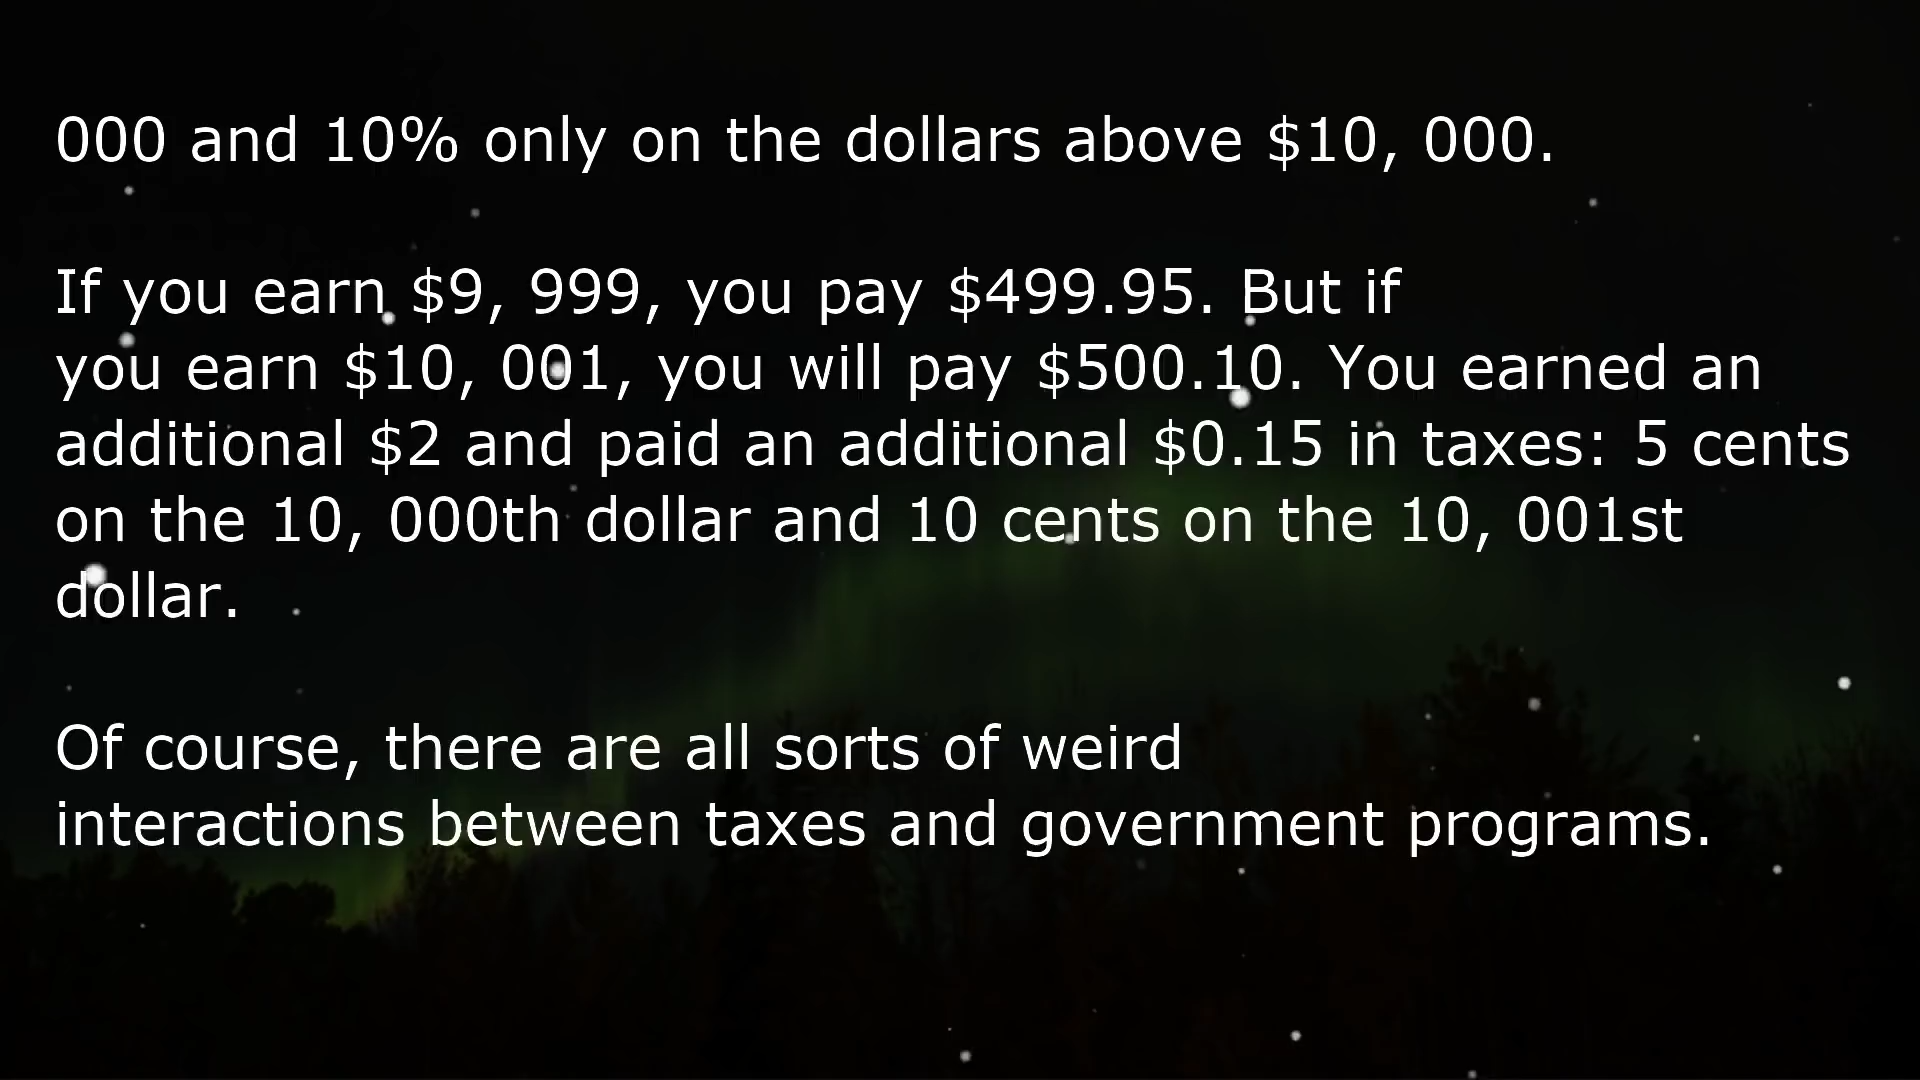 000 and 10% only on the dollars above $10, 000.
If you earn $9, 999, you pay $499.95. But if
you earn $10, 001, you will pay $500.10. You earned an
additional $2 and paid an additional $0.15 in taxes: 5 cents
on the 10, 000th dollar and 10 cents on the 10, 001st
dollar.
Of course, there are all sorts of weird
interactions between taxes and government programs.